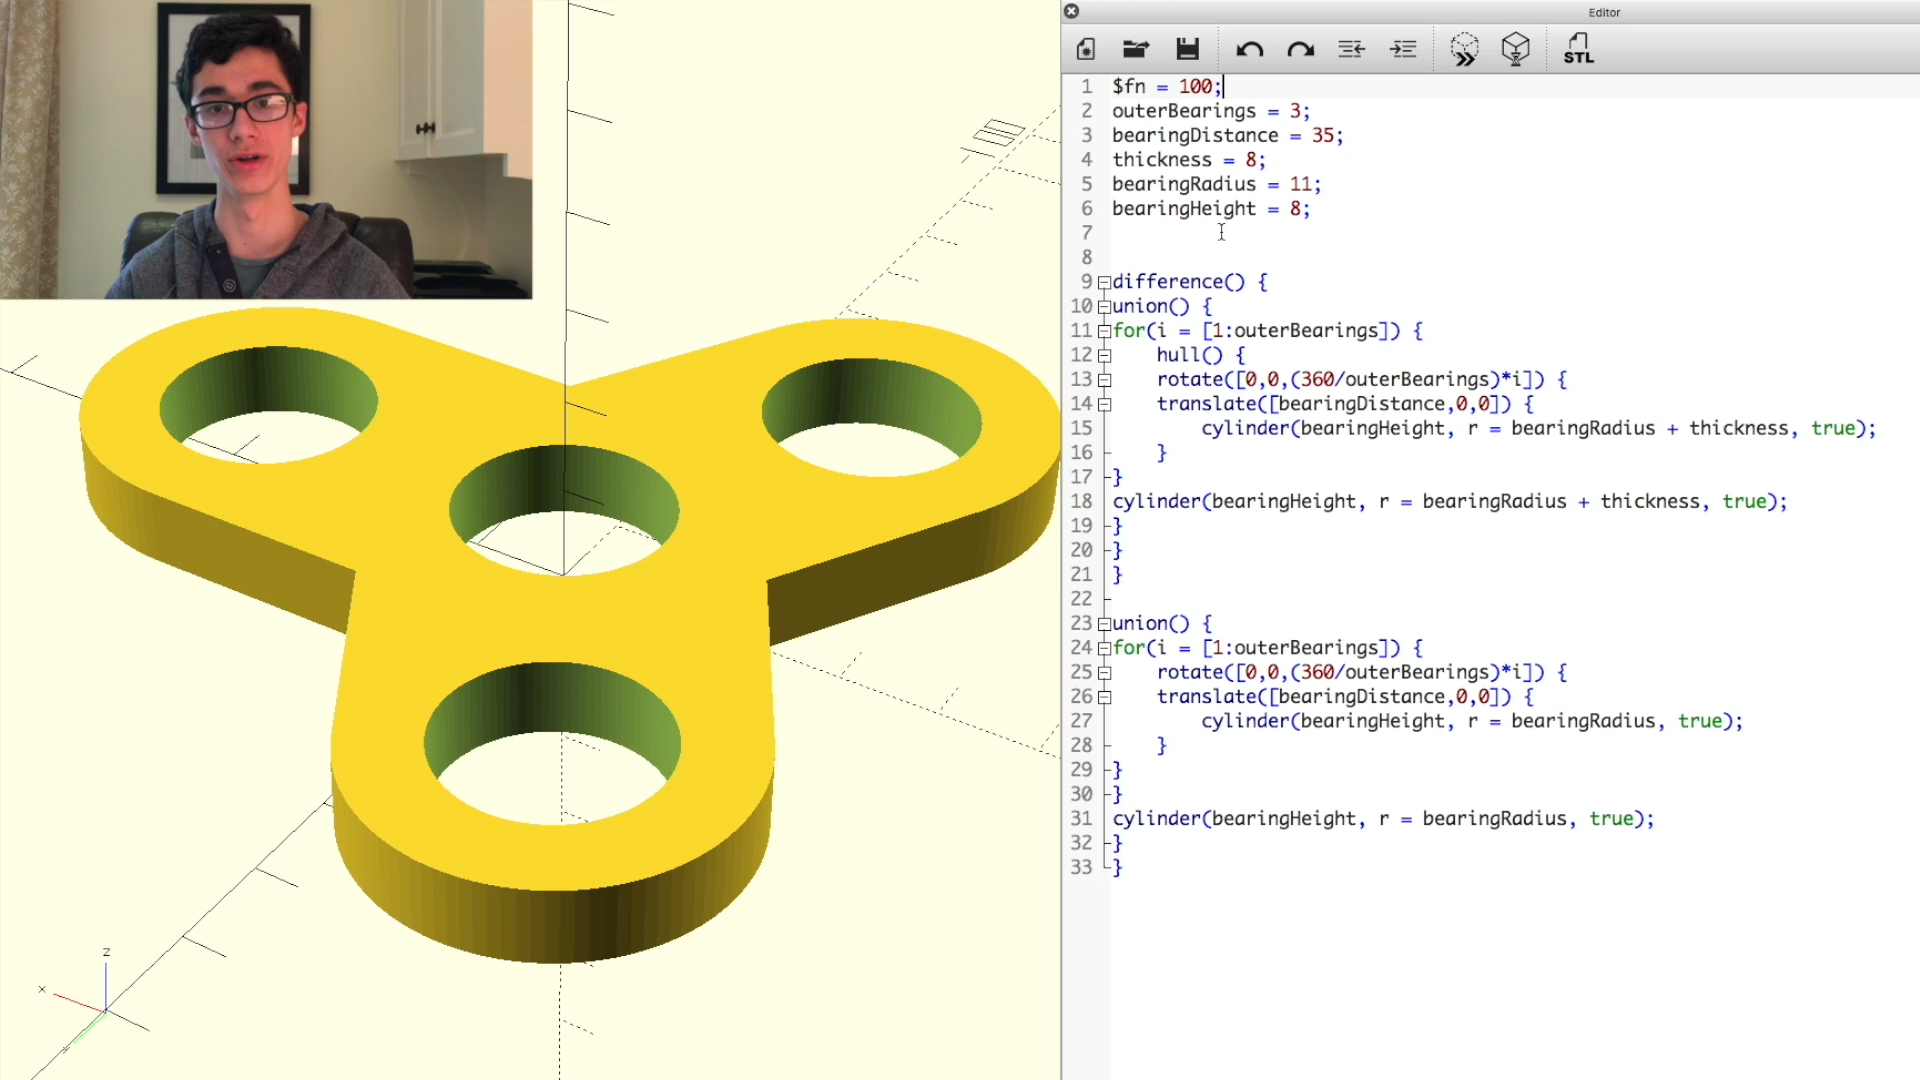 Editor
STL
1 $fn = 100;
2 outerBearings = 3;
3 bearingDistance = 35;
4 thickness = 8;
5 bearingRadius = 11;
6 bearingHeight = 8;
7
8
9 difference() {
10 union() {
11 for(i = [1:outerBearings]) {
12 hull() {
13 rotate([0,0,(360/outerBearings)*i]) {
14 translate([bearingDistance,0,0]) {
15 cylinder(bearingHeight, r = bearingRadius + thickness, true);
16 }
17 }
18 cylinder(bearingHeight, r = bearingRadius + thickness, true);
19 }
20 }
21 }
22
23 union() {
24 for(i = [1:outerBearings]) {
25 rotate([0,0,(360/outerBearings)*i]) {
26 translate([bearingDistance,0,0]) {
27 cylinder(bearingHeight, r = bearingRadius, true);
28 }
29 }
30 }
31 cylinder(bearingHeight, r = bearingRadius, true);
32 }
33 }
z
x